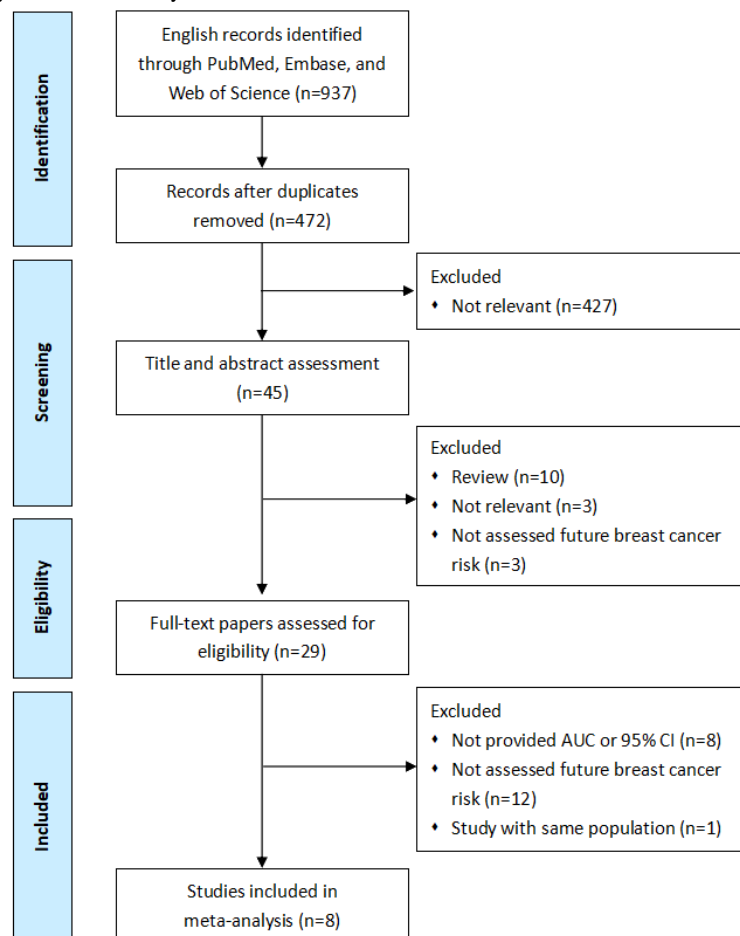 Identification
English records identified
through PubMed, Embase, and
Web of Science (n=937)
Records after duplicates
removed (n=472)
Screening
Excluded
♦ Not relevant (n=427)
Title and abstract assessment
(n=45)
Excluded
♦ Review (n=10)
♦ Not relevant (n=3)
♦ Not assessed future breast cancer
risk (n=3)
Eligibility
Full-text papers assessed for
eligibility (n=29)
Included
Excluded
♦ Not provided AUC or 95% CI (n=8)
♦ Not assessed future breast cancer
risk (n=12)
♦ Study with same population (n=1)
Studies included in
meta-analysis (n=8)